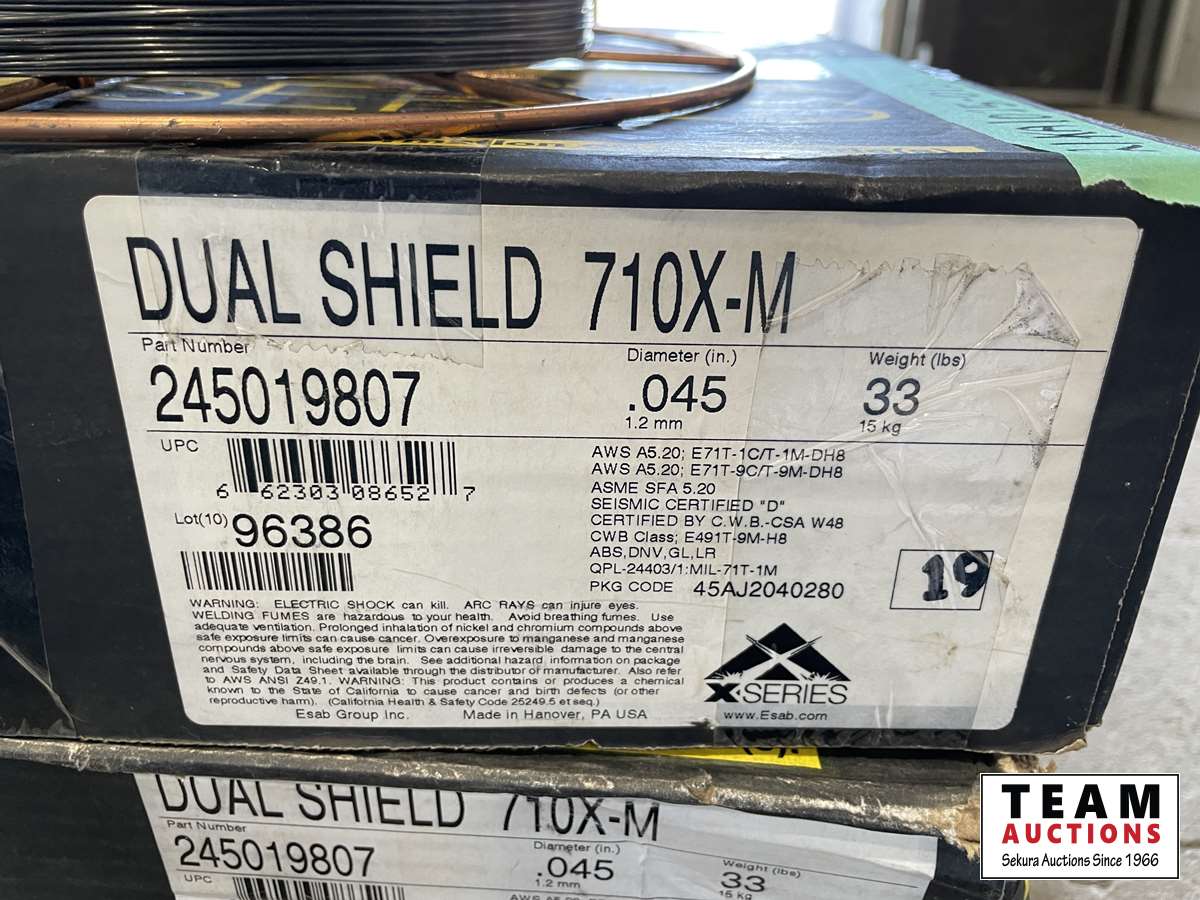 DUAL SHIELD 710X-M
Part Number
Diameter (in.)
Weight (lbs)
245019807
.045
33
1.2 mm
15 kg
UPC
6 62303 08652 7
Lot(10) 96386
AWS A5.20; E71T-1C/T-1M-DH8
AWS A5.20; E71T-9C/T-9M-DH8
ASME SFA 5.20
SEISMIC CERTIFIED "D"
CERTIFIED BY C.W.B.-CSA W48
CWB Class; E491T-9M-H8
ABS,DNV,GL,LR
QPL-24403/1:MIL-71T-1M
PKG CODE 45AJ2040280
19
WARNING: ELECTRIC SHOCK can kill. ARC RAYS can injure eyes.
WELDING FUMES are hazardous to your health. Avoid breathing fumes. Use
adequate ventilation. Prolonged inhalation of nickel and chromium compounds above
safe exposure limits can cause cancer. Overexposure to manganese and manganese
compounds above safe exposure limits can cause irreversible damage to the central
nervous system, including the brain. See additional hazard information on package
and Safety Data Sheet available through the distributor or manufacturer. Also refer
to AWS ANSI Z49.1. WARNING: This product contains or produces a chemical
known to the State of California to cause cancer and birth defects (or other
reproductive harm). (California Health & Safety Code 25249.5 et seq.)
Esab Group Inc. Made in Hanover, PA USA
X-SERIES
www.Esab.com
DUAL SHIELD 710X-M
Part Number
Diameter (in.)
Weight (lbs)
245019807
.045
33
1.2 mm
15 kg
UPC
TEAM
AUCTIONS
Sekura Auctions Since 1966